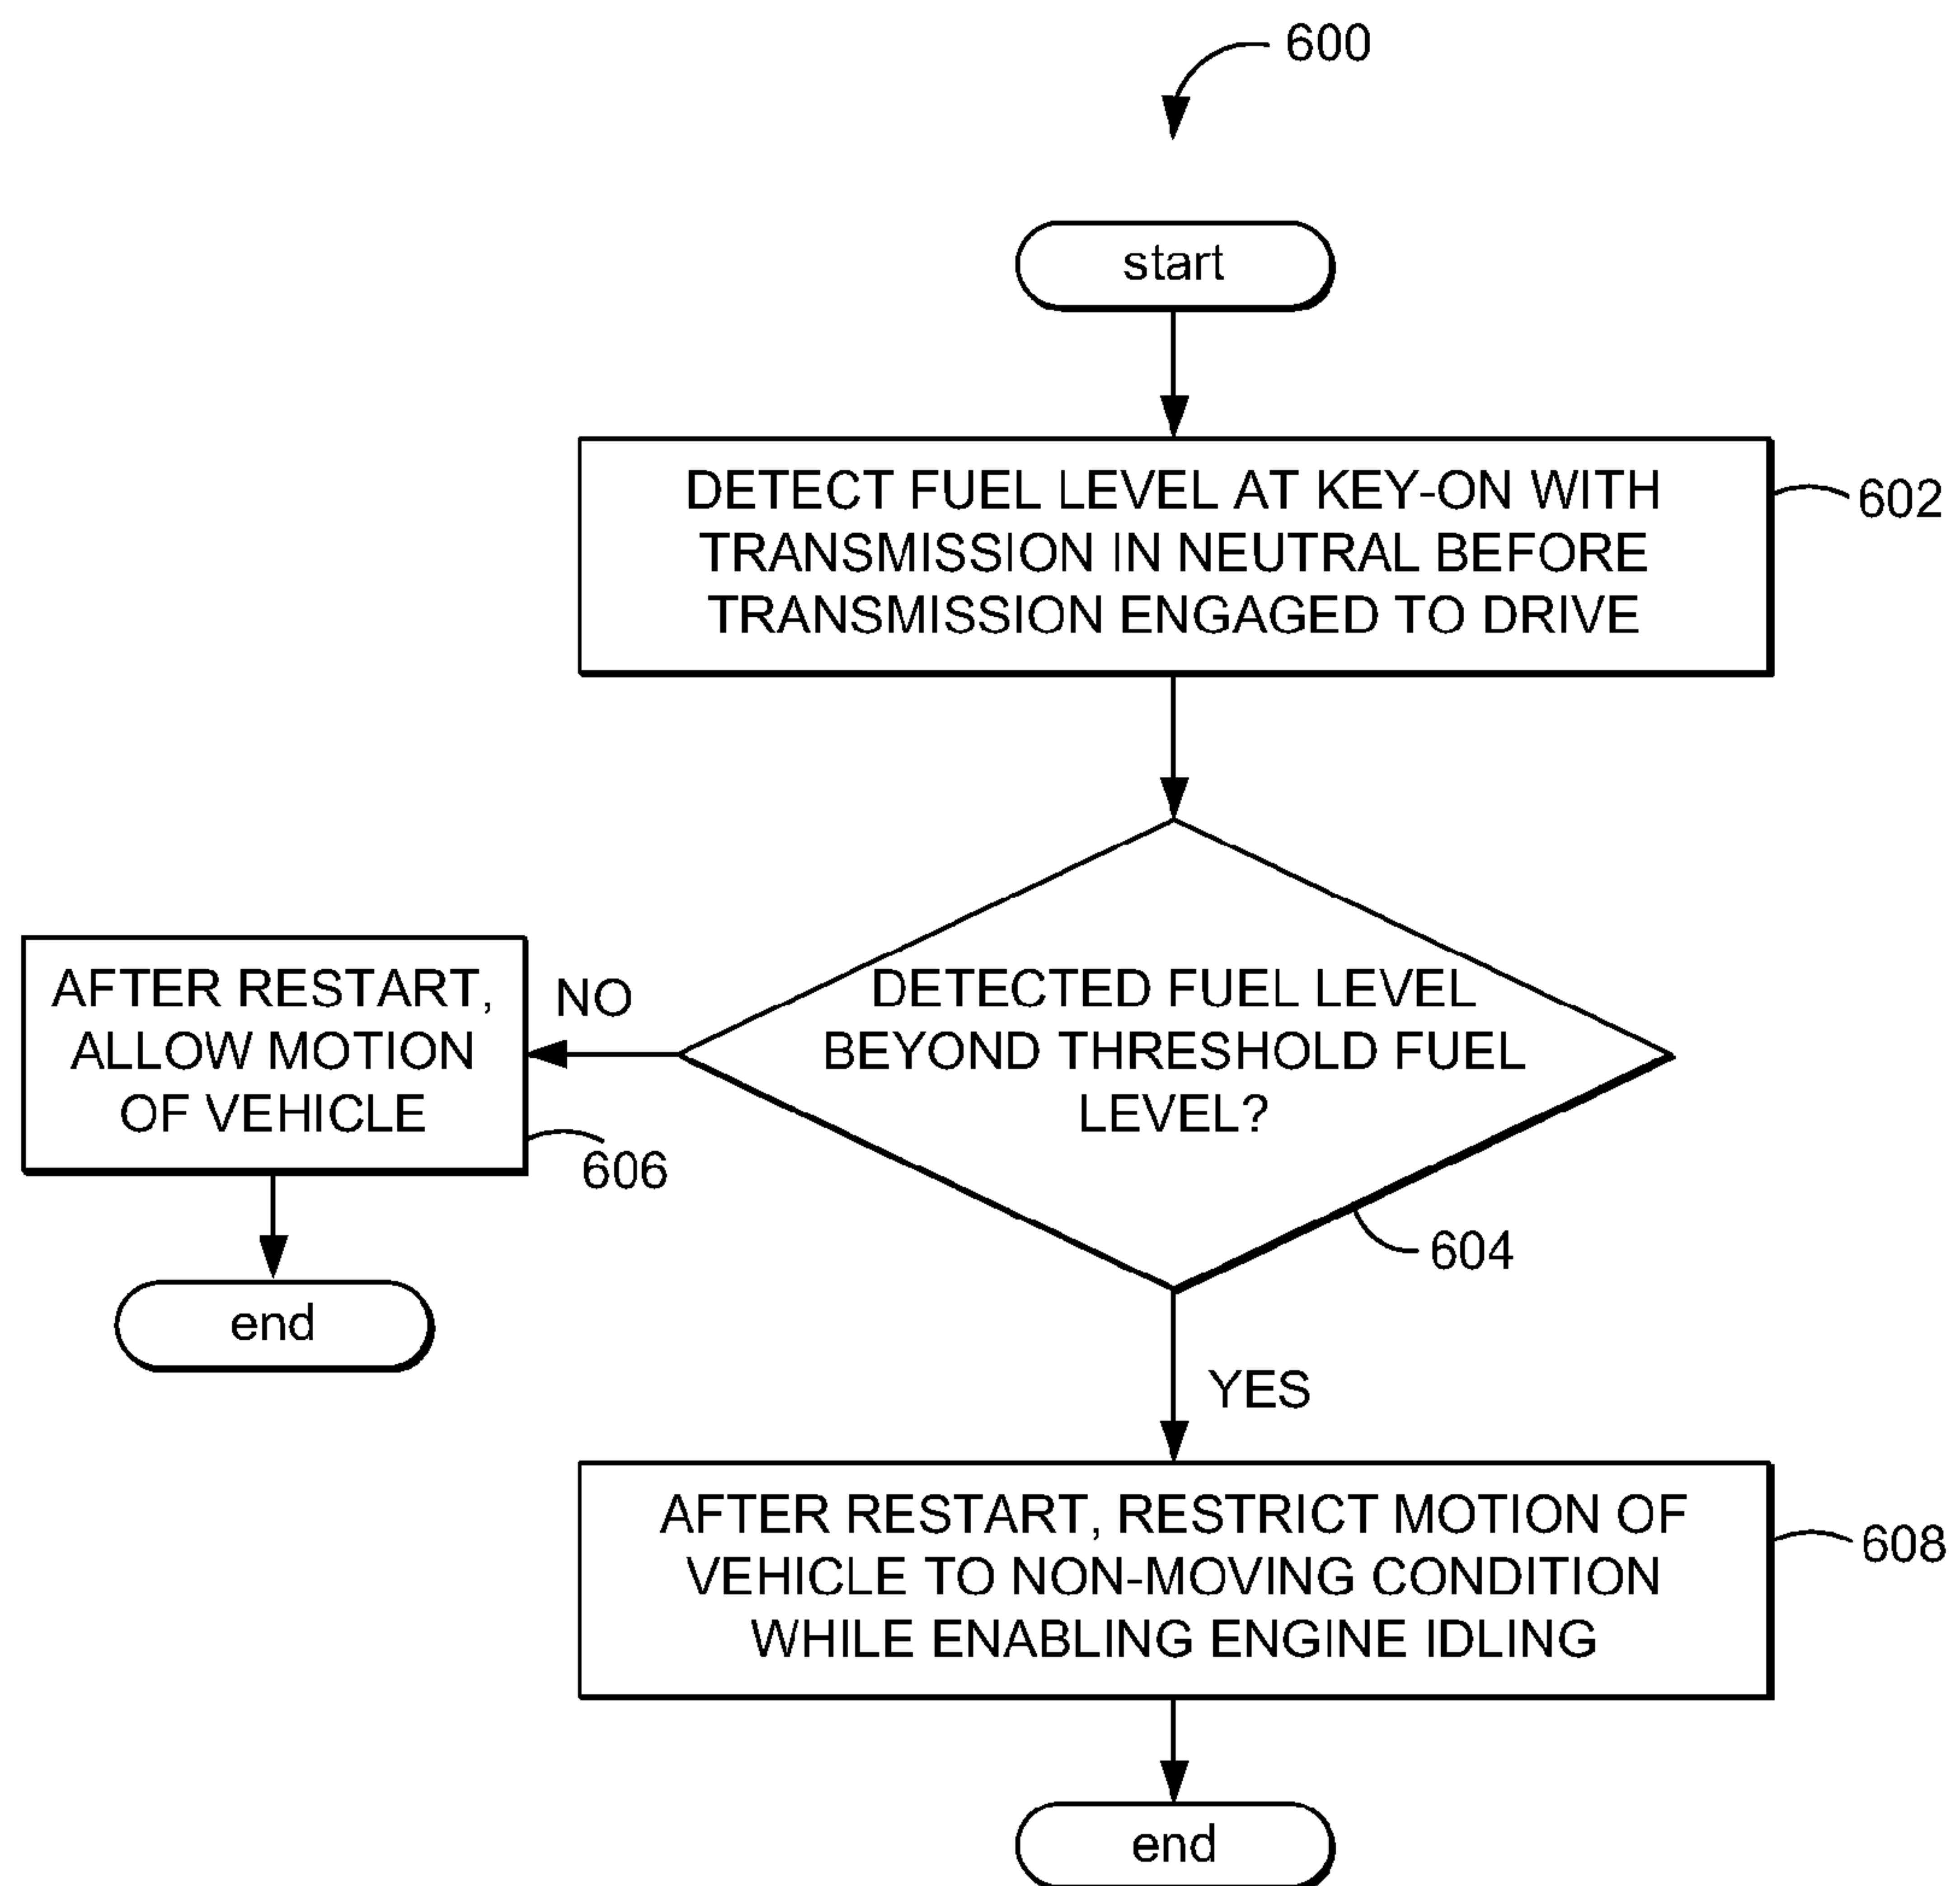 600
start
DETECT FUEL LEVEL AT KEY-ON WITH
TRANSMISSION IN NEUTRAL BEFORE
TRANSMISSION ENGAGED TO DRIVE
602
DETECTED FUEL LEVEL
BEYOND THRESHOLD FUEL
LEVEL?
604
NO
AFTER RESTART,
ALLOW MOTION
OF VEHICLE
606
end
YES
AFTER RESTART, RESTRICT MOTION OF
VEHICLE TO NON-MOVING CONDITION
WHILE ENABLING ENGINE IDLING
608
end